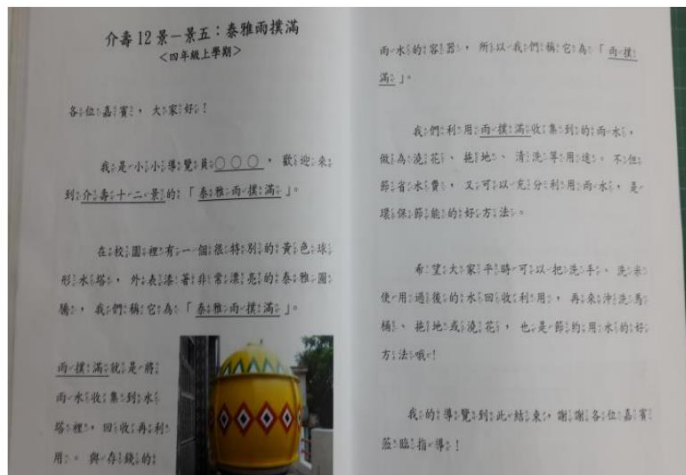 介壽12景－景五：泰雅雨撲滿
<四年級上學期>
各位嘉賓，大家好！
我是小小導覽員○○○，歡迎來
到介壽十二景的「泰雅雨撲滿」。
在校園裡有一個很特別的黃色球
形水塔，外表漆著非常漂亮的泰雅圖
騰，我們稱它為「泰雅雨撲滿」。
雨撲滿就是將
雨水收集到水
塔裡，回收再利
用。與存錢的
雨水的容器，所以我們稱它為「雨撲
滿」。
我們利用雨撲滿收集到的雨水，
做為澆花、拖地、清洗等用途。不但
節省水費，又可以充分利用雨水，是
環保節能的好方法。
希望大家平時可以把洗手、洗米
使用過後的水回收利用，再來沖洗馬
桶、拖地或澆花，也是節約用水的好
方法哦！
我的導覽到此結束，謝謝各位嘉賓
蒞臨指導！